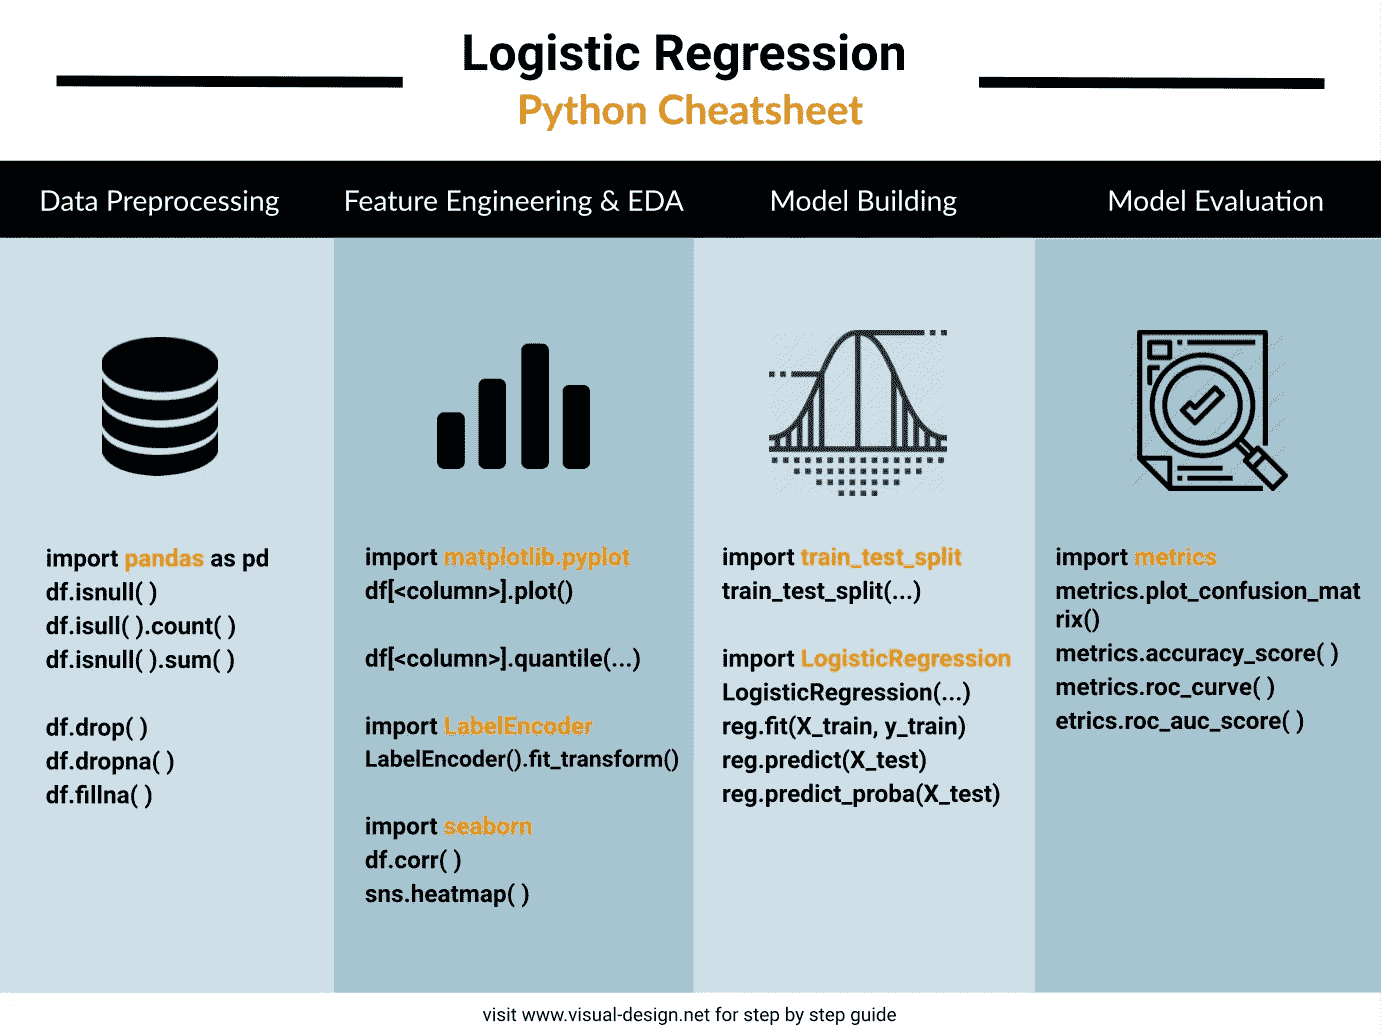 Logistic Regression
Python Cheatsheet
Data Preprocessing
Feature Engineering & EDA
Model Building
Model Evaluation
import pandas as pd
df.isnull( )
df.isull( ).count( )
df.isnull( ).sum( )
df.drop( )
df.dropna( )
df.fillna( )
import matplotlib.pyplot
df[<column>].plot()
df[<column>].quantile(...)
import LabelEncoder
LabelEncoder().fit_transform()
import seaborn
df.corr( )
sns.heatmap( )
import train_test_split
train_test_split(...)
import LogisticRegression
LogisticRegression(...)
reg.fit(X_train, y_train)
reg.predict(X_test)
reg.predict_proba(X_test)
import metrics
metrics.plot_confusion_mat
rix()
metrics.accuracy_score( )
metrics.roc_curve( )
etrics.roc_auc_score( )
visit www.visual-design.net for step by step guide